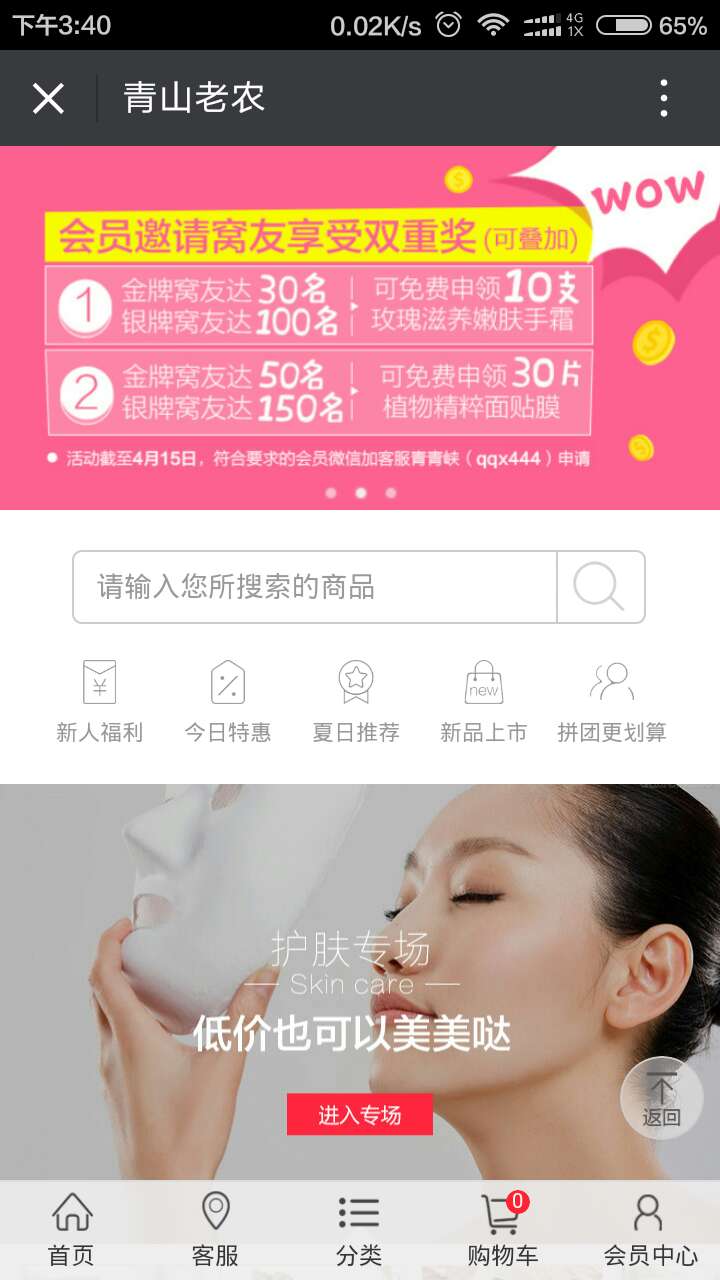 下午3:40 0.02K/s 4G 1X 65%
青山老农
WOW
会员邀请窝友享受双重奖(可叠加)
1 金牌窝友达30名 可免费申领10支
银牌窝友达100名 玫瑰滋养嫩肤手霜
2 金牌窝友达50名 可免费申领30片
银牌窝友达150名 植物精粹面贴膜
活动截至4月15日，符合要求的会员微信加客服青青峡（qqx444）申请
请输入您所搜索的商品
¥ new
新人福利 今日特惠 夏日推荐 新品上市 拼团更划算
护肤专场
Skin care
低价也可以美美哒
进入专场
返回
0
首页 客服 分类 购物车 会员中心